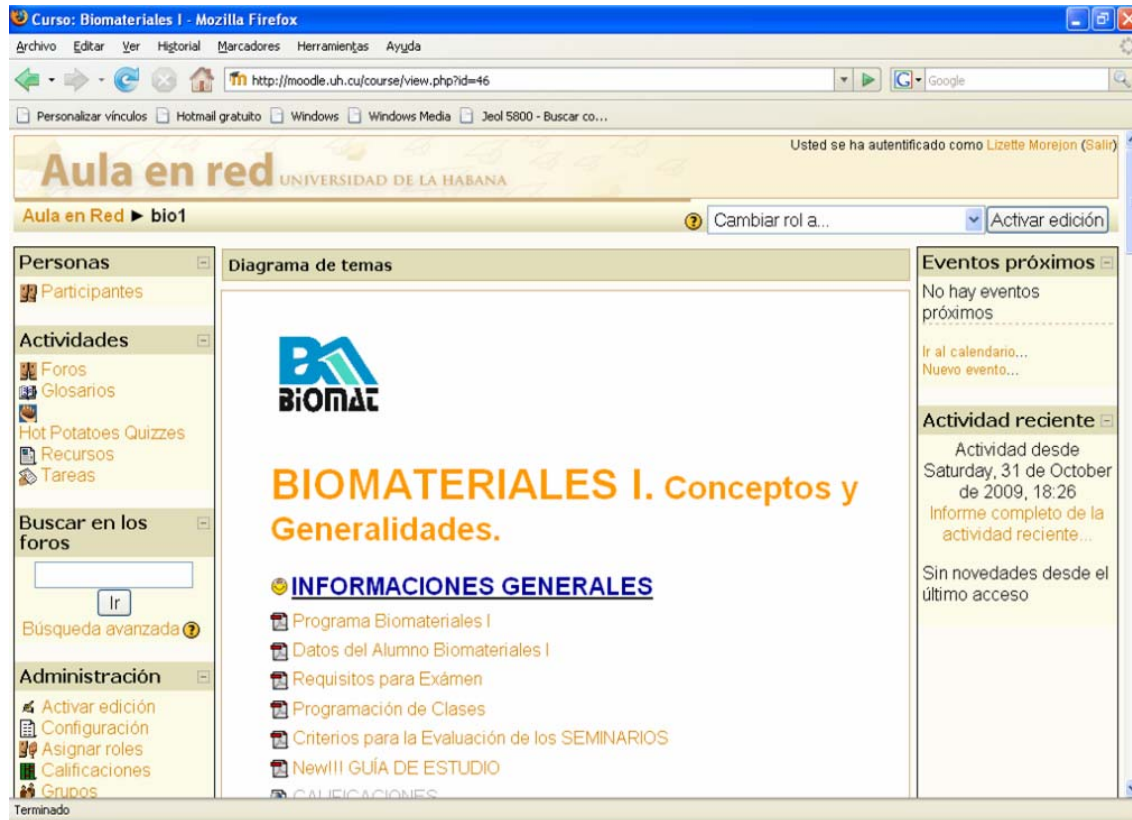 Curso: Biomateriales I - Mozilla Firefox
Archivo Editar Ver Historial Marcadores Herramientas Ayuda
http://moodle.uh.cu/course/view.php?id=46
G Google
Personalizar vínculos Hotmail gratuito Windows Windows Media Jeol 5800 - Buscar co...
Usted se ha autentificado como Lizette Morejon (Salir)
Aula en red UNIVERSIDAD DE LA HABANA
Aula en Red ► bio1
Cambiar rol a...
Activar edición
Personas
Participantes
Actividades
Foros
Glosarios
Hot Potatoes Quizzes
Recursos
Tareas
Buscar en los
foros
Ir
Búsqueda avanzada
Administración
Activar edición
Configuración
Asignar roles
Calificaciones
Grupos
Diagrama de temas
BIOMAT
BIOMATERIALES I. Conceptos y
Generalidades.
INFORMACIONES GENERALES
Programa Biomateriales I
Datos del Alumno Biomateriales I
Requisitos para Exámen
Programación de Clases
Criterios para la Evaluación de los SEMINARIOS
New!!! GUÍA DE ESTUDIO
CALIFICACIONES
Eventos próximos
No hay eventos
próximos
Ir al calendario...
Nuevo evento...
Actividad reciente
Actividad desde
Saturday, 31 de October
de 2009, 18:26
Informe completo de la
actividad reciente...
Sin novedades desde el
último acceso
Terminado